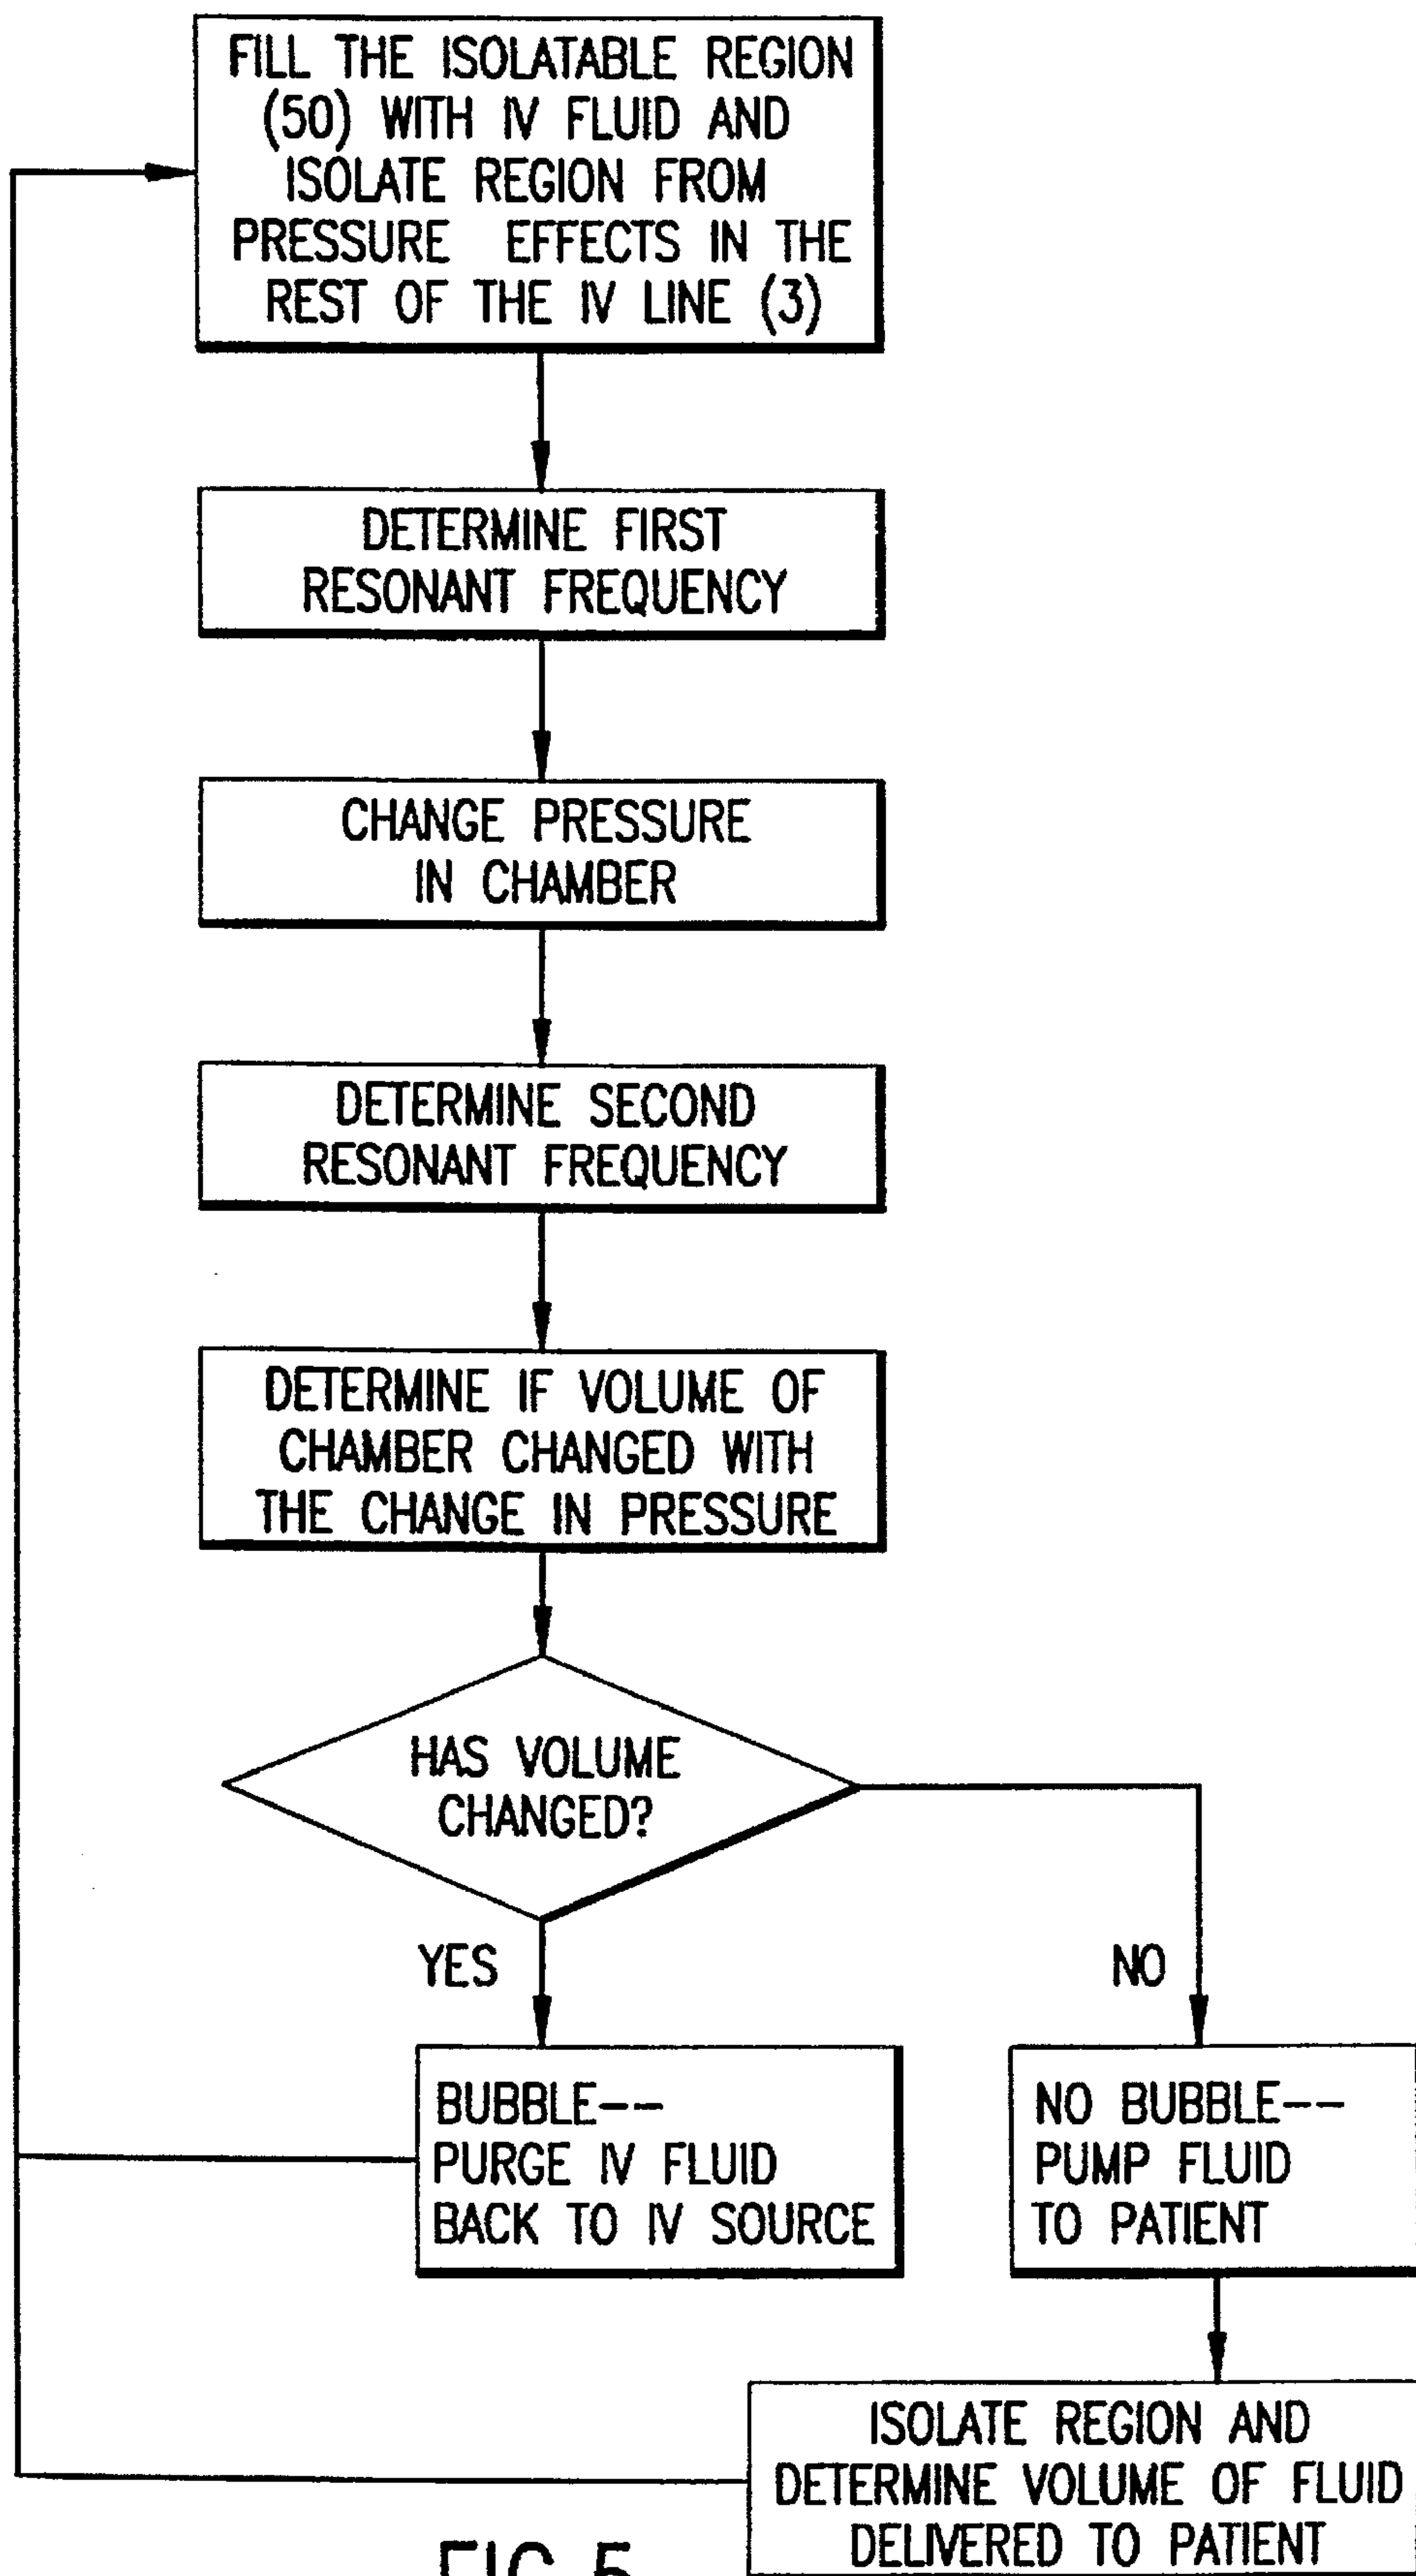 FILL THE ISOLATABLE REGION
(50) WITH IV FLUID AND
ISOLATE REGION FROM
PRESSURE EFFECTS IN THE
REST OF THE IV LINE (3)
DETERMINE FIRST
RESONANT FREQUENCY
CHANGE PRESSURE
IN CHAMBER
DETERMINE SECOND
RESONANT FREQUENCY
DETERMINE IF VOLUME OF
CHAMBER CHANGED WITH
THE CHANGE IN PRESSURE
HAS VOLUME
CHANGED?
YES
NO
BUBBLE--
PURGE IV FLUID
BACK TO IV SOURCE
NO BUBBLE--
PUMP FLUID
TO PATIENT
ISOLATE REGION AND
DETERMINE VOLUME OF FLUID
DELIVERED TO PATIENT
FIG. 5